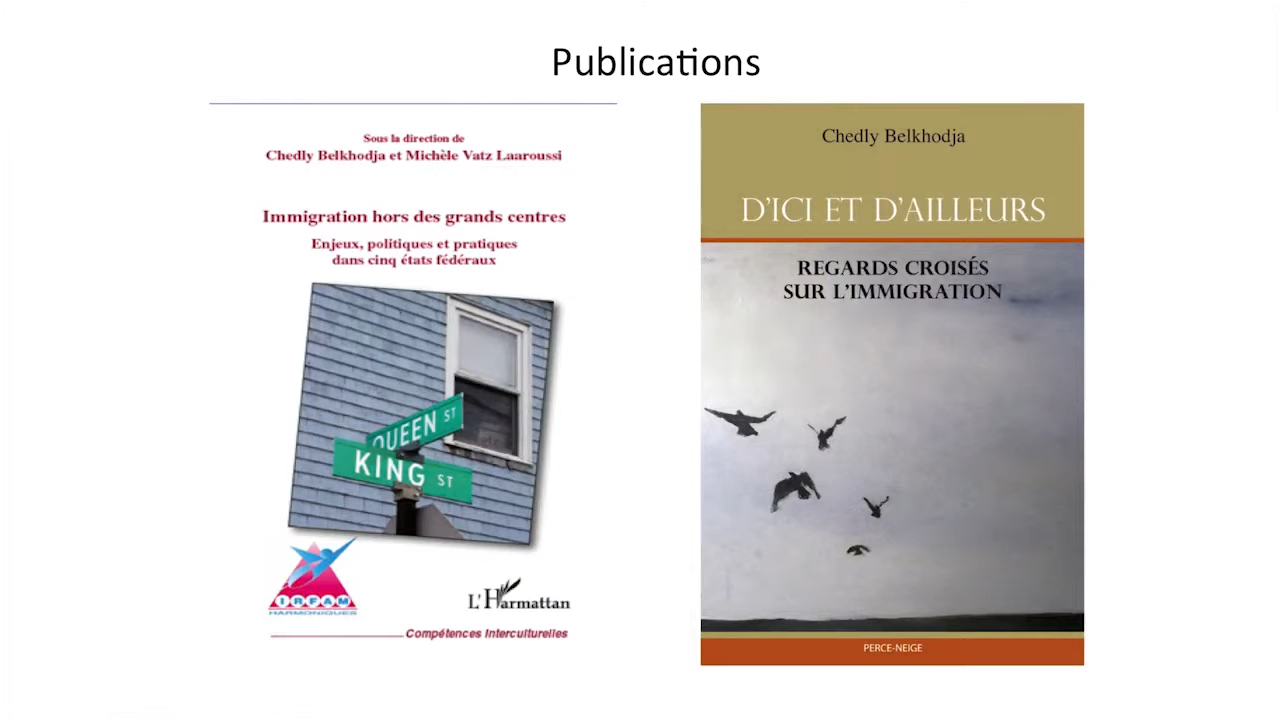 Publications
Sous la direction de
Chedly Belkhodja et Michèle Vatz Laaroussi
Immigration hors des grands centres
Enjeux, politiques et pratiques
dans cinq états fédéraux
QUEEN ST
KING ST
IRFAM
HARMONIQUES
L'Harmattan
Compétences Interculturelles
Chedly Belkhodja
D'ICI ET D'AILLEURS
REGARDS CROISÉS
SUR L'IMMIGRATION
PERCE-NEIGE